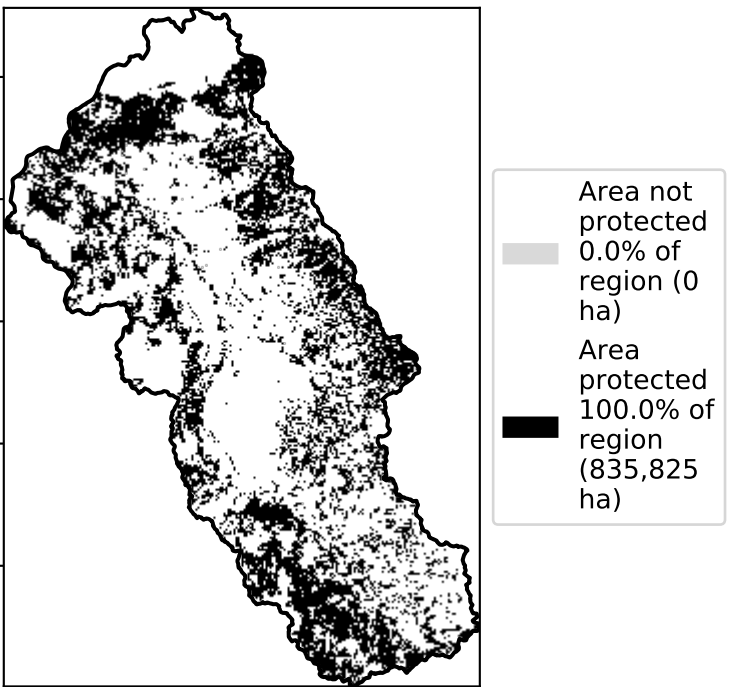 Area not
protected
0.0% of
region (0
ha)
Area
protected
100.0% of
region
(835,825
ha)